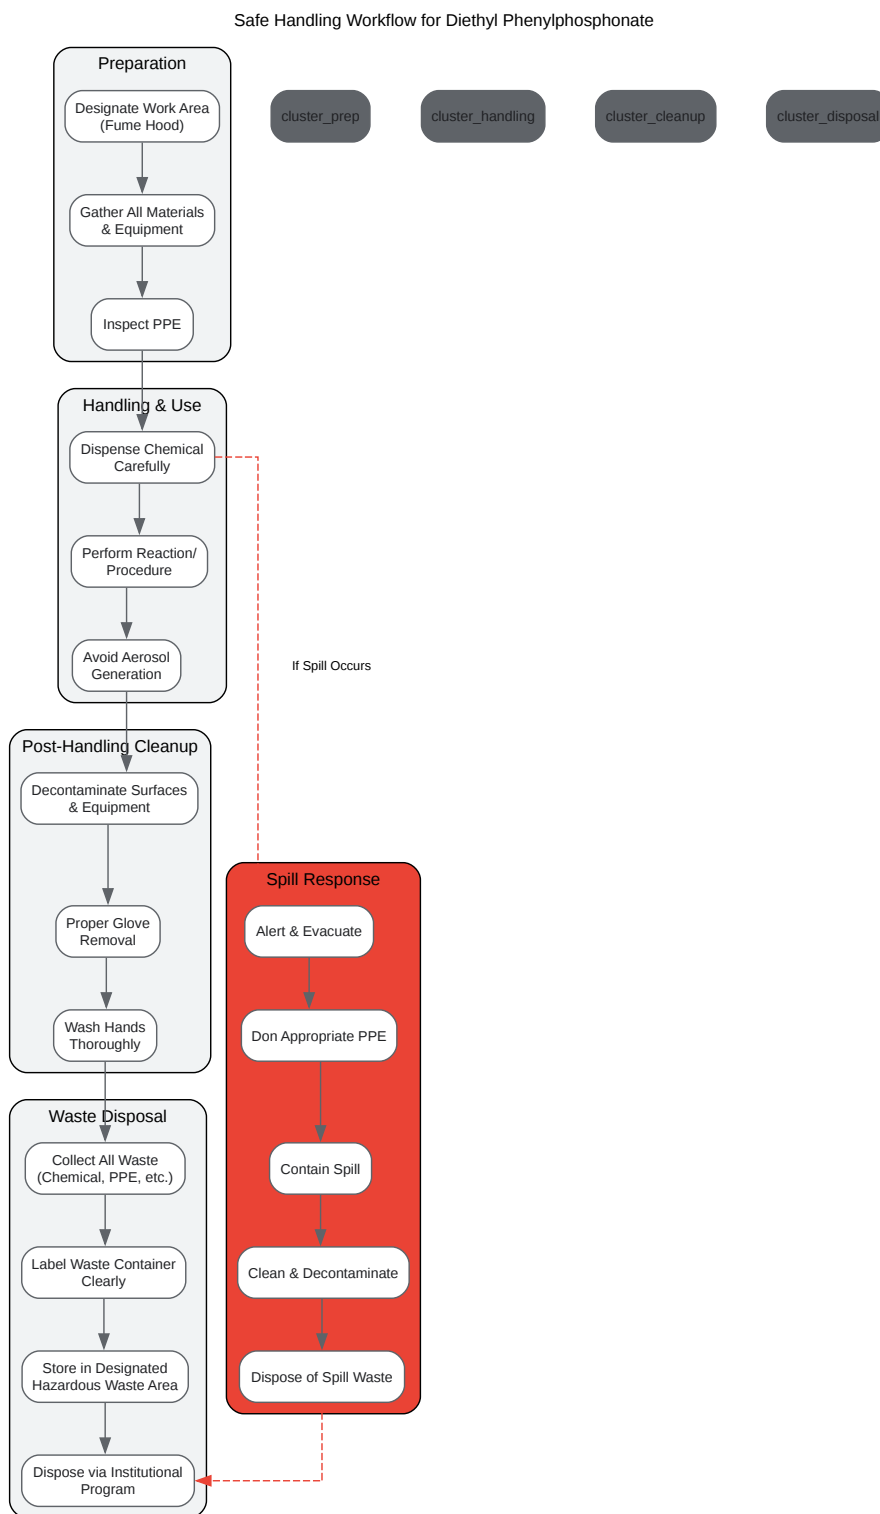 Safe Handling Workflow for Diethyl Phenylphosphonate
Preparation
Designate Work Area
(Fume Hood)
cluster_prep
cluster_handling
cluster_cleanup
cluster_disposal
Gather All Materials
& Equipment
Inspect PPE
Handling & Use
Dispense Chemical
Carefully
Perform Reaction/
Procedure
Avoid Aerosol
Generation
If Spill Occurs
Post-Handling Cleanup
Decontaminate Surfaces
& Equipment
Proper Glove
Removal
Wash Hands
Thoroughly
Spill Response
Alert & Evacuate
Don Appropriate PPE
Contain Spill
Clean & Decontaminate
Dispose of Spill Waste
Waste Disposal
Collect All Waste
(Chemical, PPE, etc.)
Label Waste Container
Clearly
Store in Designated
Hazardous Waste Area
Dispose via Institutional
Program